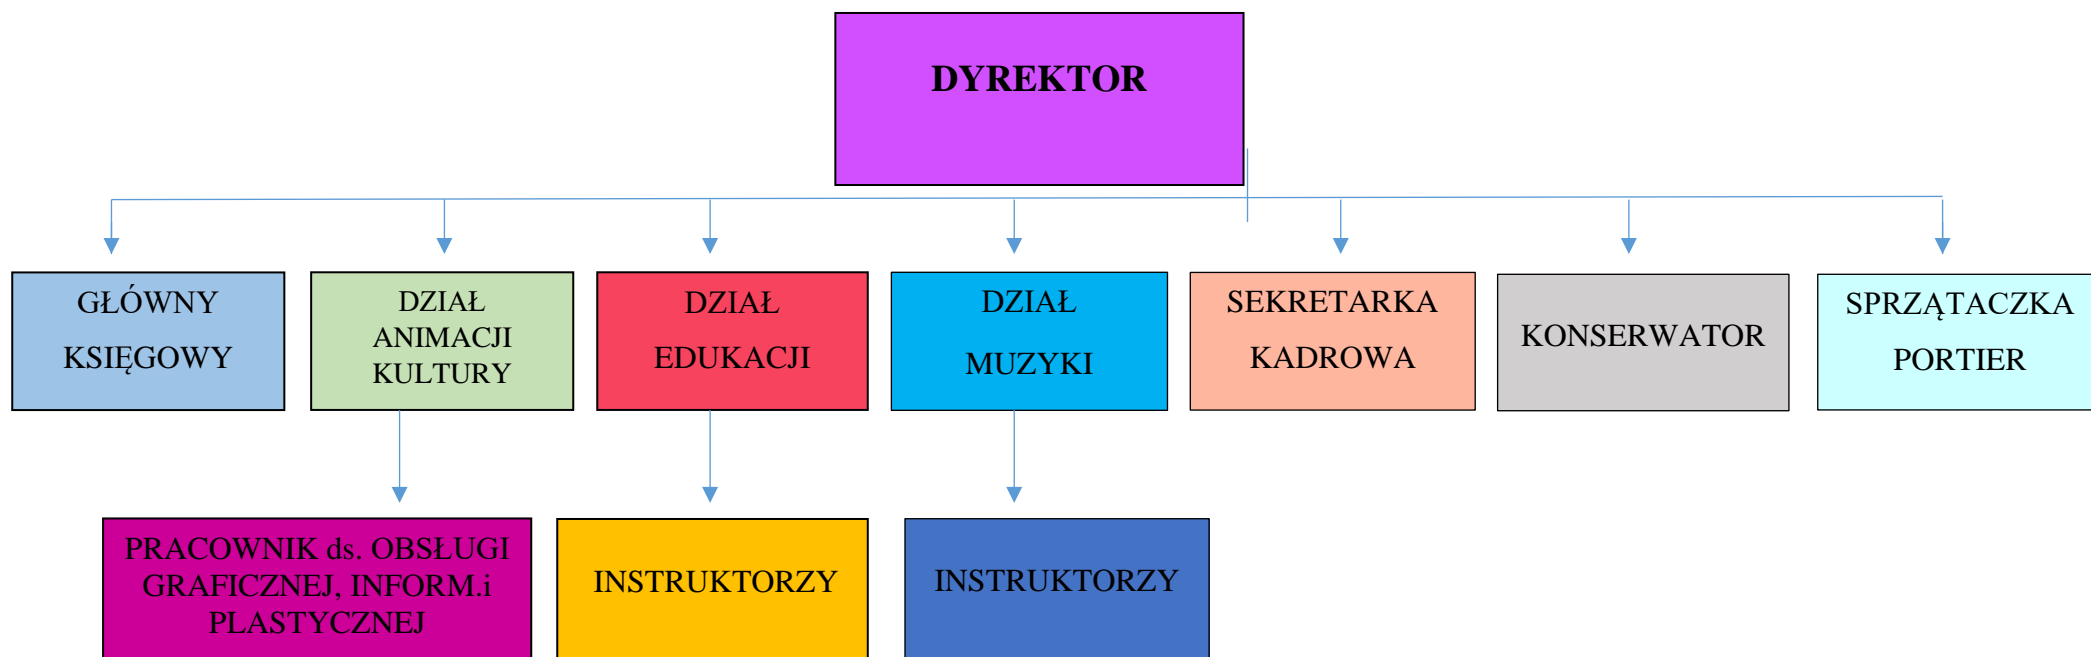 DYREKTOR
GŁÓWNY
KSIĘGOWY
DZIAŁ
ANIMACJI
KULTURY
DZIAŁ
EDUKACJI
DZIAŁ
MUZYKI
SEKRETARKA
KADROWA
KONSERWATOR
SPRZĄTACZKA
PORTIER
PRACOWNIK ds. OBSŁUGI
GRAFICZNEJ, INFORM.i
PLASTYCZNEJ
INSTRUKTORZY
INSTRUKTORZY